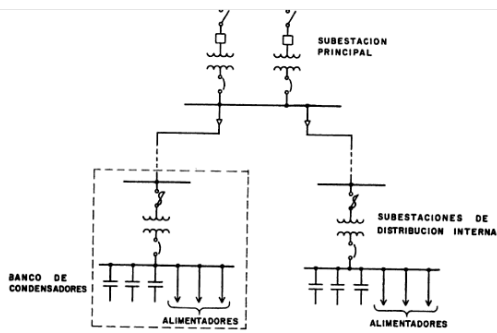 SUBESTACION
PRINCIPAL
SUBESTACIONES DE
DISTRIBUCION INTERNA
BANCO DE
CONDENSADORES
ALIMENTADORES
ALIMENTADORES